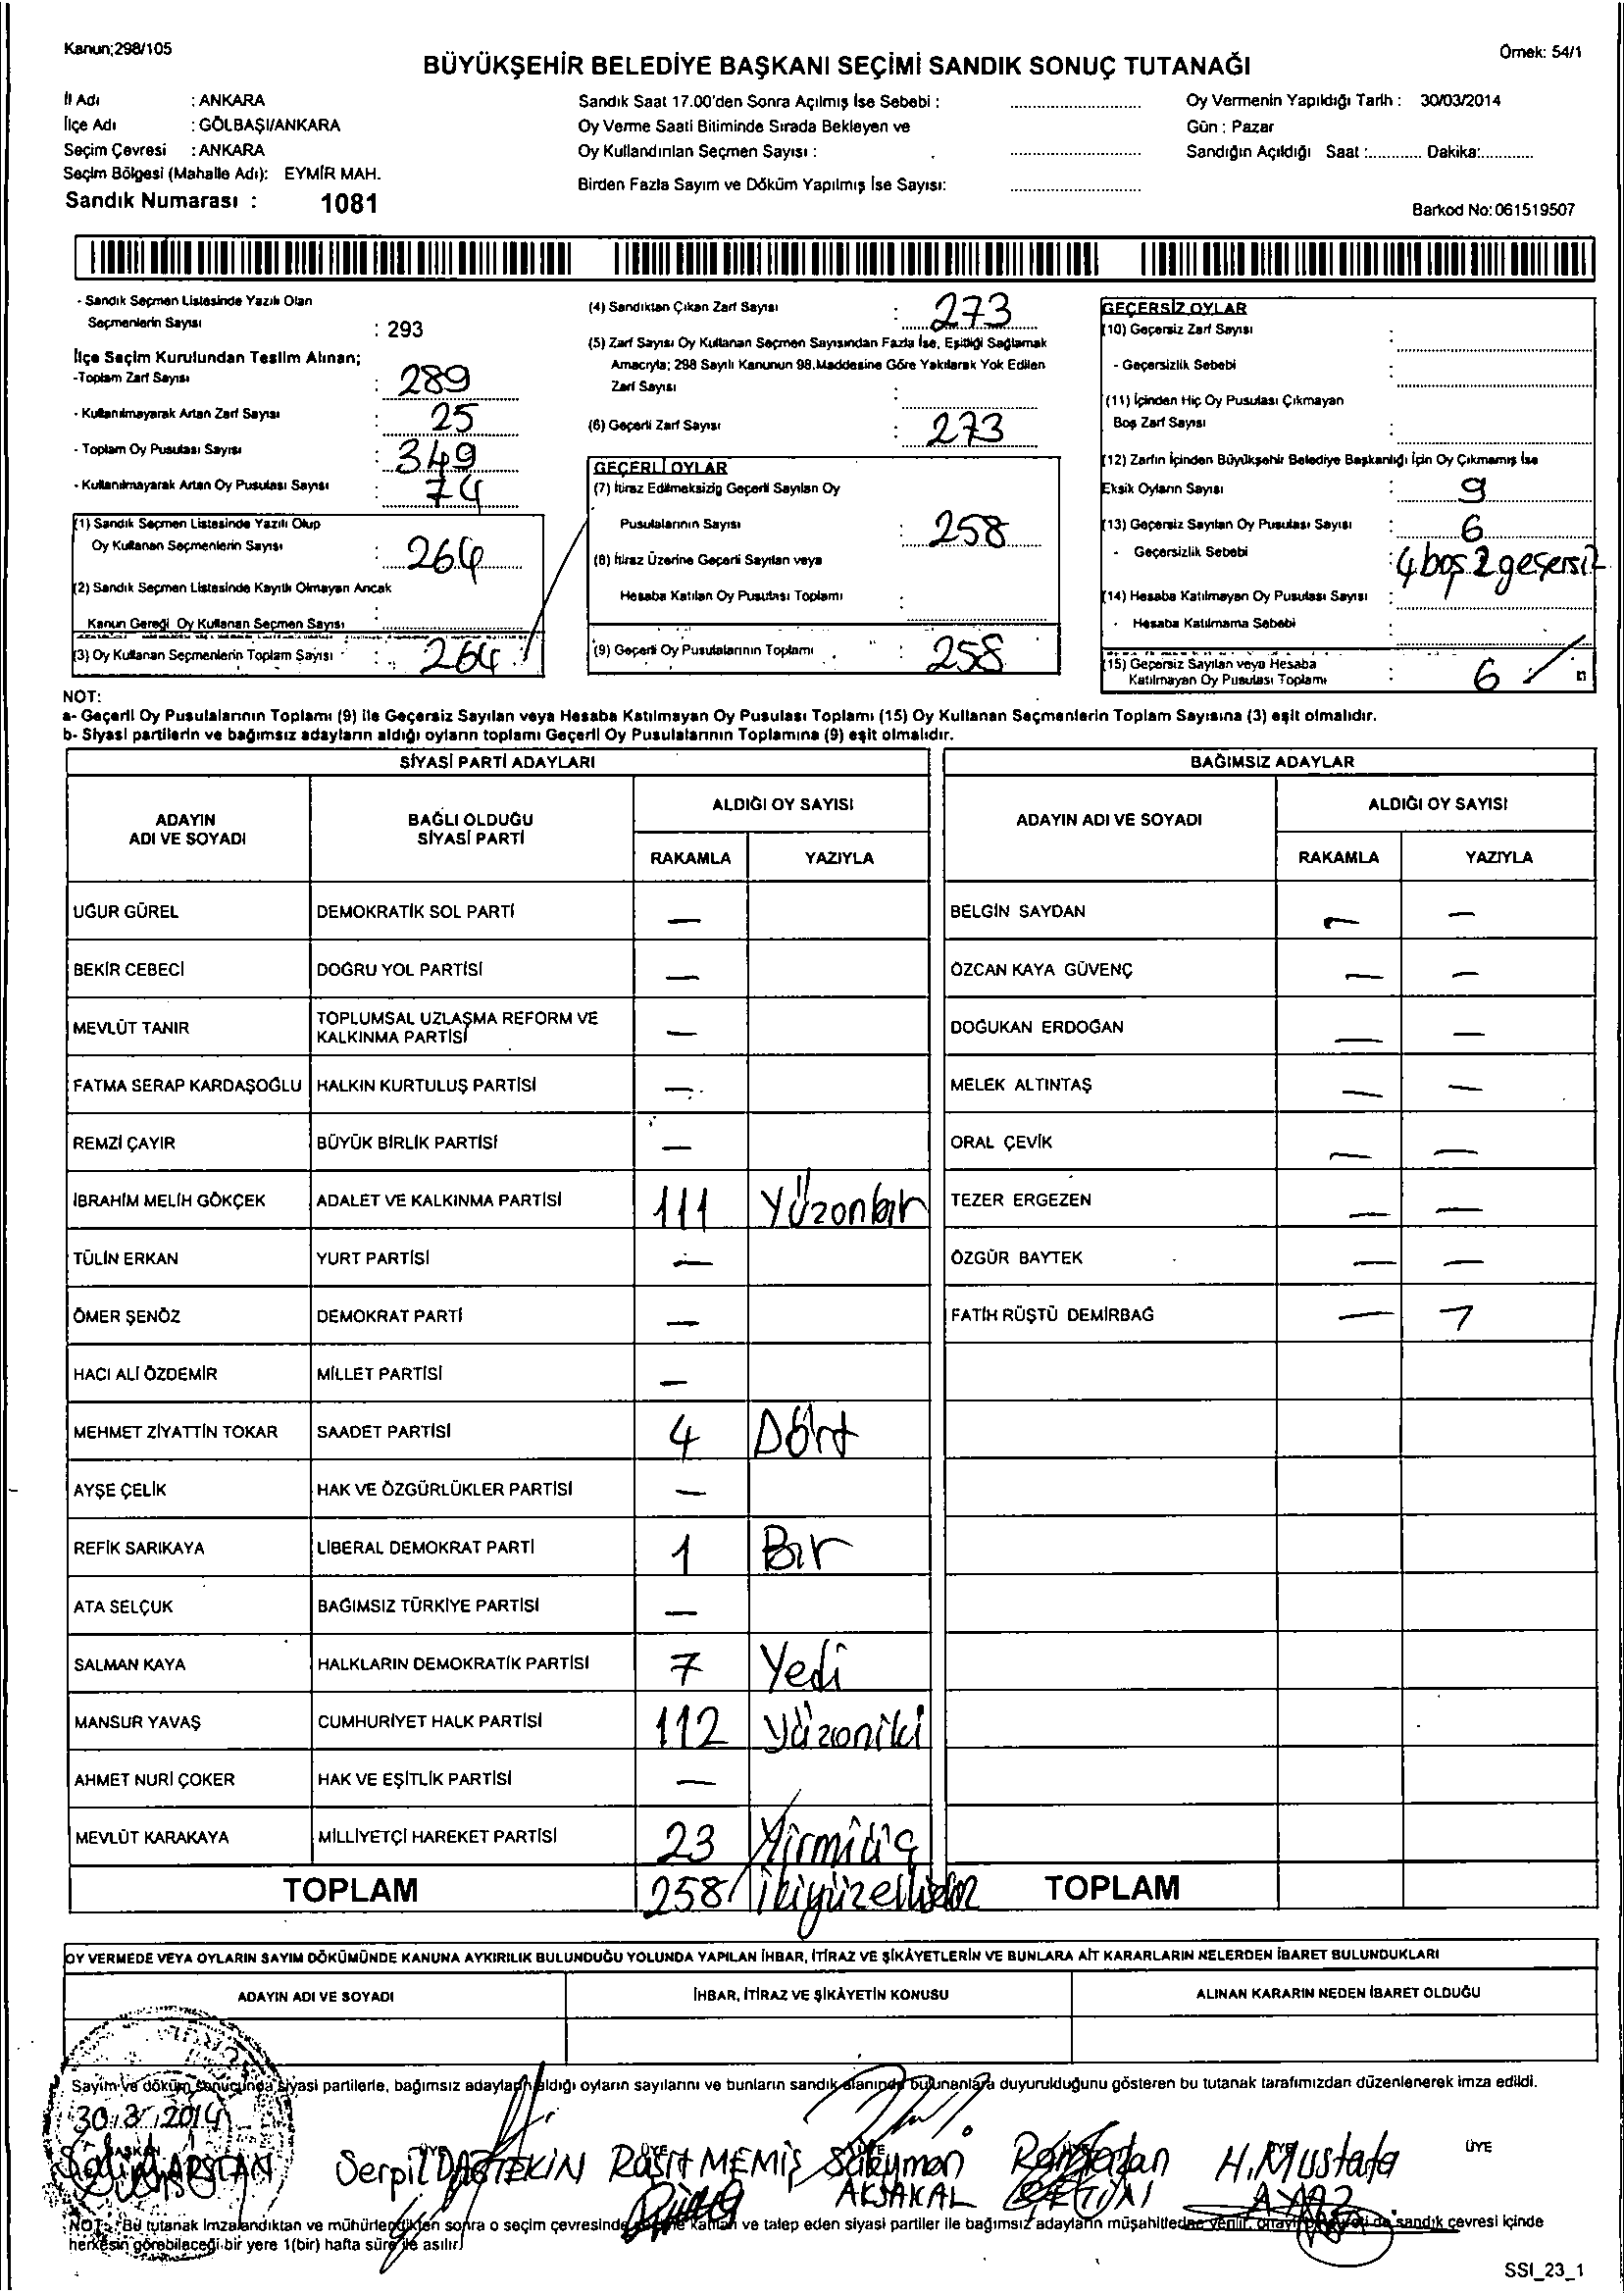 Kanun;298/105
Örnek: 54/1
BÜYÜKŞEHİR BELEDİYE BAŞKANI SEÇİMİ SANDIK SONUÇ TUTANAĞI
İl Adı : ANKARA
İlçe Adı : GÖLBAŞI/ANKARA
Seçim Çevresi : ANKARA
Seçim Bölgesi (Mahalle Adı): EYMİR MAH.
Sandık Numarası : 1081
Sandık Saat 17.00'den Sonra Açılmış İse Sebebi : ..........
Oy Verme Saati Bitiminde Sırada Bekleyen ve
Oy Kullandırılan Seçmen Sayısı : ..........
Birden Fazla Sayım ve Döküm Yapılmış İse Sayısı: ..........
Oy Vermenin Yapıldığı Tarih : 30/03/2014
Gün : Pazar
Sandığın Açıldığı Saat :............ Dakika:............
Barkod No:061519507
- Sandık Seçmen Listesinde Yazılı Olan
Seçmenlerin Sayısı : 293
İlçe Seçim Kurulundan Teslim Alınan;
-Toplam Zarf Sayısı : 289
- Kullanılmayarak Artan Zarf Sayısı : 25
- Toplam Oy Pusulası Sayısı : 349
- Kullanılmayarak Artan Oy Pusulası Sayısı : 74
(1) Sandık Seçmen Listesinde Yazılı Olup
Oy Kullanan Seçmenlerin Sayısı : 264
(2) Sandık Seçmen Listesinde Kayıtlı Olmayan Ancak
Kanun Gereği Oy Kullanan Seçmen Sayısı :
(3) Oy Kullanan Seçmenlerin Toplam Sayısı : 264
(4) Sandıktan Çıkan Zarf Sayısı : 273
(5) Zarf Sayısı Oy Kullanan Seçmen Sayısından Fazla İse, Eşitliği Sağlamak
Amacıyla; 298 Sayılı Kanunun 98.Maddesine Göre Yakılarak Yok Edilen
Zarf Sayısı :
(6) Geçerli Zarf Sayısı : 273
GEÇERLİ OYLAR
(7) İtiraz Edilmeksizin Geçerli Sayılan Oy
Pusulalarının Sayısı : 258
(8) İtiraz Üzerine Geçerli Sayılan veya
Hesaba Katılan Oy Pusulası Toplamı :
(9) Geçerli Oy Pusulalarının Toplamı : 258
GEÇERSİZ OYLAR
(10) Geçersiz Zarf Sayısı :
- Geçersizlik Sebebi :
(11) İçinden Hiç Oy Pusulası Çıkmayan
Boş Zarf Sayısı :
(12) Zarfın İçinden Büyükşehir Belediye Başkanlığı İçin Oy Çıkmamış İse
Eksik Oyların Sayısı : 9
(13) Geçersiz Sayılan Oy Pusulası Sayısı : 6
- Geçersizlik Sebebi : 4 boş 2 geçersiz
(14) Hesaba Katılmayan Oy Pusulası Sayısı :
- Hesaba Katılmama Sebebi :
(15) Geçersiz Sayılan veya Hesaba
Katılmayan Oy Pusulası Toplamı : 6
NOT:
a- Geçerli Oy Pusulalarının Toplamı (9) ile Geçersiz Sayılan veya Hesaba Katılmayan Oy Pusulası Toplamı (15) Oy Kullanan Seçmenlerin Toplam Sayısına (3) eşit olmalıdır.
b- Siyasi partilerin ve bağımsız adayların aldığı oyların toplamı Geçerli Oy Pusulalarının Toplamına (9) eşit olmalıdır.
SİYASİ PARTİ ADAYLARI
BAĞIMSIZ ADAYLAR
ADAYIN ADI VE SOYADI
BAĞLI OLDUĞU SİYASİ PARTİ
ALDIĞI OY SAYISI
RAKAMLA YAZIYLA
ADAYIN ADI VE SOYADI
ALDIĞI OY SAYISI
RAKAMLA YAZIYLA
UĞUR GÜREL DEMOKRATİK SOL PARTİ — BELGİN SAYDAN — —
BEKİR CEBECİ DOĞRU YOL PARTİSİ — ÖZCAN KAYA GÜVENÇ — —
MEVLÜT TANIR TOPLUMSAL UZLAŞMA REFORM VE KALKINMA PARTİSİ — DOĞUKAN ERDOĞAN — —
FATMA SERAP KARDAŞOĞLU HALKIN KURTULUŞ PARTİSİ — MELEK ALTINTAŞ — —
REMZİ ÇAYIR BÜYÜK BİRLİK PARTİSİ — ORAL ÇEVİK — —
İBRAHİM MELİH GÖKÇEK ADALET VE KALKINMA PARTİSİ 111 Yüzonbir TEZER ERGEZEN — —
TÜLİN ERKAN YURT PARTİSİ — ÖZGÜR BAYTEK — —
ÖMER ŞENÖZ DEMOKRAT PARTİ — FATİH RÜŞTÜ DEMİRBAĞ — —
HACI ALİ ÖZDEMİR MİLLET PARTİSİ —
MEHMET ZİYATTİN TOKAR SAADET PARTİSİ 4 Dört
AYŞE ÇELİK HAK VE ÖZGÜRLÜKLER PARTİSİ —
REFİK SARIKAYA LİBERAL DEMOKRAT PARTİ 1 Bir
ATA SELÇUK BAĞIMSIZ TÜRKİYE PARTİSİ —
SALMAN KAYA HALKLARIN DEMOKRATİK PARTİSİ 7 Yedi
MANSUR YAVAŞ CUMHURİYET HALK PARTİSİ 112 Yüzoniki
AHMET NURİ ÇOKER HAK VE EŞİTLİK PARTİSİ —
MEVLÜT KARAKAYA MİLLİYETÇİ HAREKET PARTİSİ 23 Yirmiüç
TOPLAM 258 ikiyüzellisekiz TOPLAM
OY VERMEDE VEYA OYLARIN SAYIM DÖKÜMÜNDE KANUNA AYKIRILIK BULUNDUĞU YOLUNDA YAPILAN İHBAR, İTİRAZ VE ŞİKÂYETLERİN VE BUNLARA AİT KARARLARIN NELERDEN İBARET BULUNDUKLARI
ADAYIN ADI VE SOYADI İHBAR, İTİRAZ VE ŞİKÂYETİN KONUSU ALINAN KARARIN NEDEN İBARET OLDUĞU
Sayım ve döküm sonucunda siyasi partilerle, bağımsız adayların aldığı oyların sayılarını ve bunların sandık alanında bulunanlara duyurulduğunu gösteren bu tutanak tarafımızdan düzenlenerek imza edildi.
30.3.2014
BAŞKAN ÜYE ÜYE ÜYE ÜYE ÜYE ÜYE
Serpil DAŞTEKİN Raşit MEMİŞ Süleyman AKSAKAL Ramazan H. Mustafa
NOT: Bu tutanak imzalandıktan ve mühürlendikten sonra o seçim çevresinde seçime katılan ve talep eden siyasi partiler ile bağımsız adayların müşahitlerine verilir, sandık çevresi içinde
herkesin görebileceği bir yere 1(bir) hafta süre ile asılır.
SSI_23_1